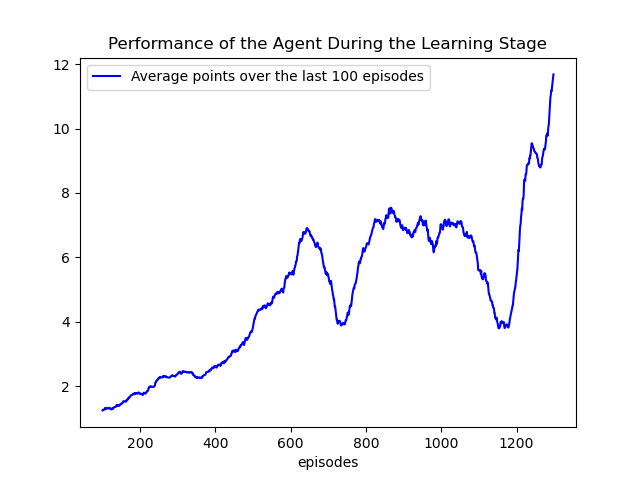 Performance of the Agent During the Learning Stage
Average points over the last 100 episodes
12
10
8
6
4
2
200 400 600 800 1000 1200
episodes